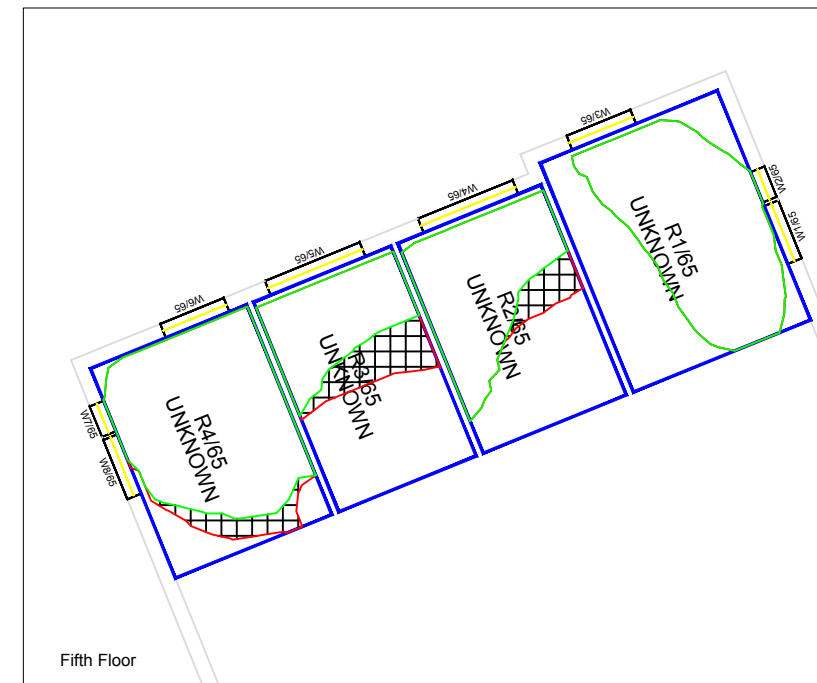 W3/65
W2/65
W1/65
R1/65
UNKNOWN
W4/65
R2/65
UNKNOWN
W5/65
R3/65
UNKNOWN
W6/65
R4/65
UNKNOWN
W7/65
W8/65
Fifth Floor